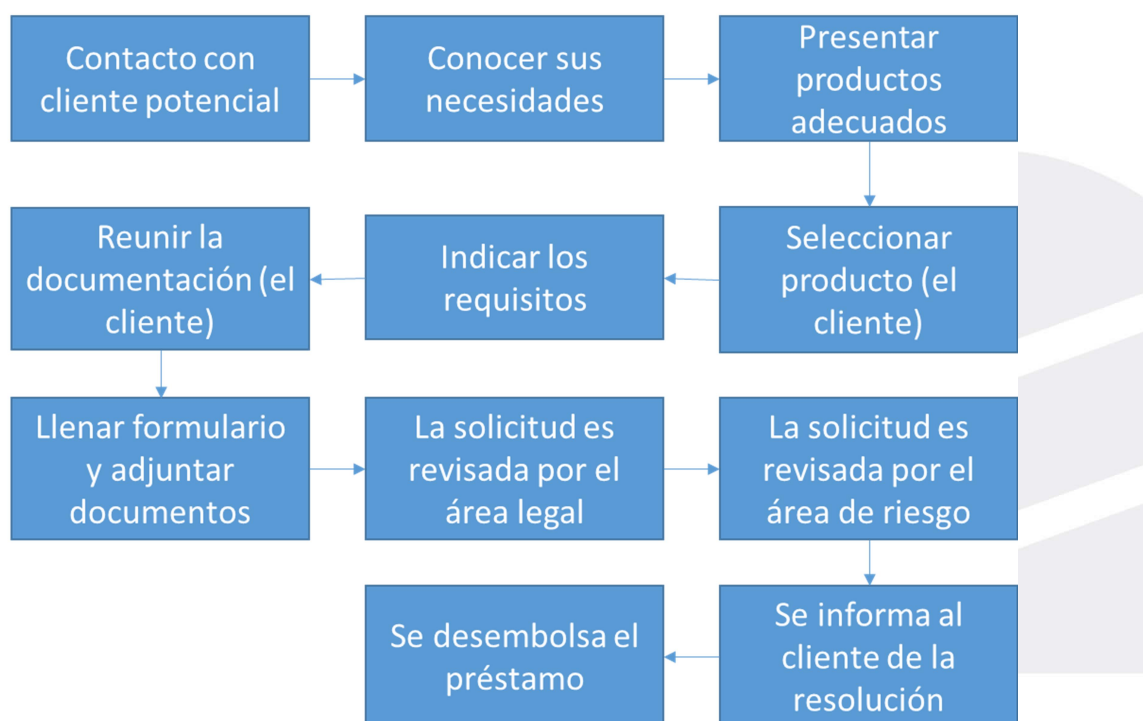 Contacto con
cliente potencial
Conocer sus
necesidades
Presentar
productos
adecuados
Seleccionar
producto (el
cliente)
Indicar los
requisitos
Reunir la
documentación (el
cliente)
Llenar formulario
y adjuntar
documentos
La solicitud es
revisada por el
área legal
La solicitud es
revisada por el
área de riesgo
Se informa al
cliente de la
resolución
Se desembolsa el
préstamo